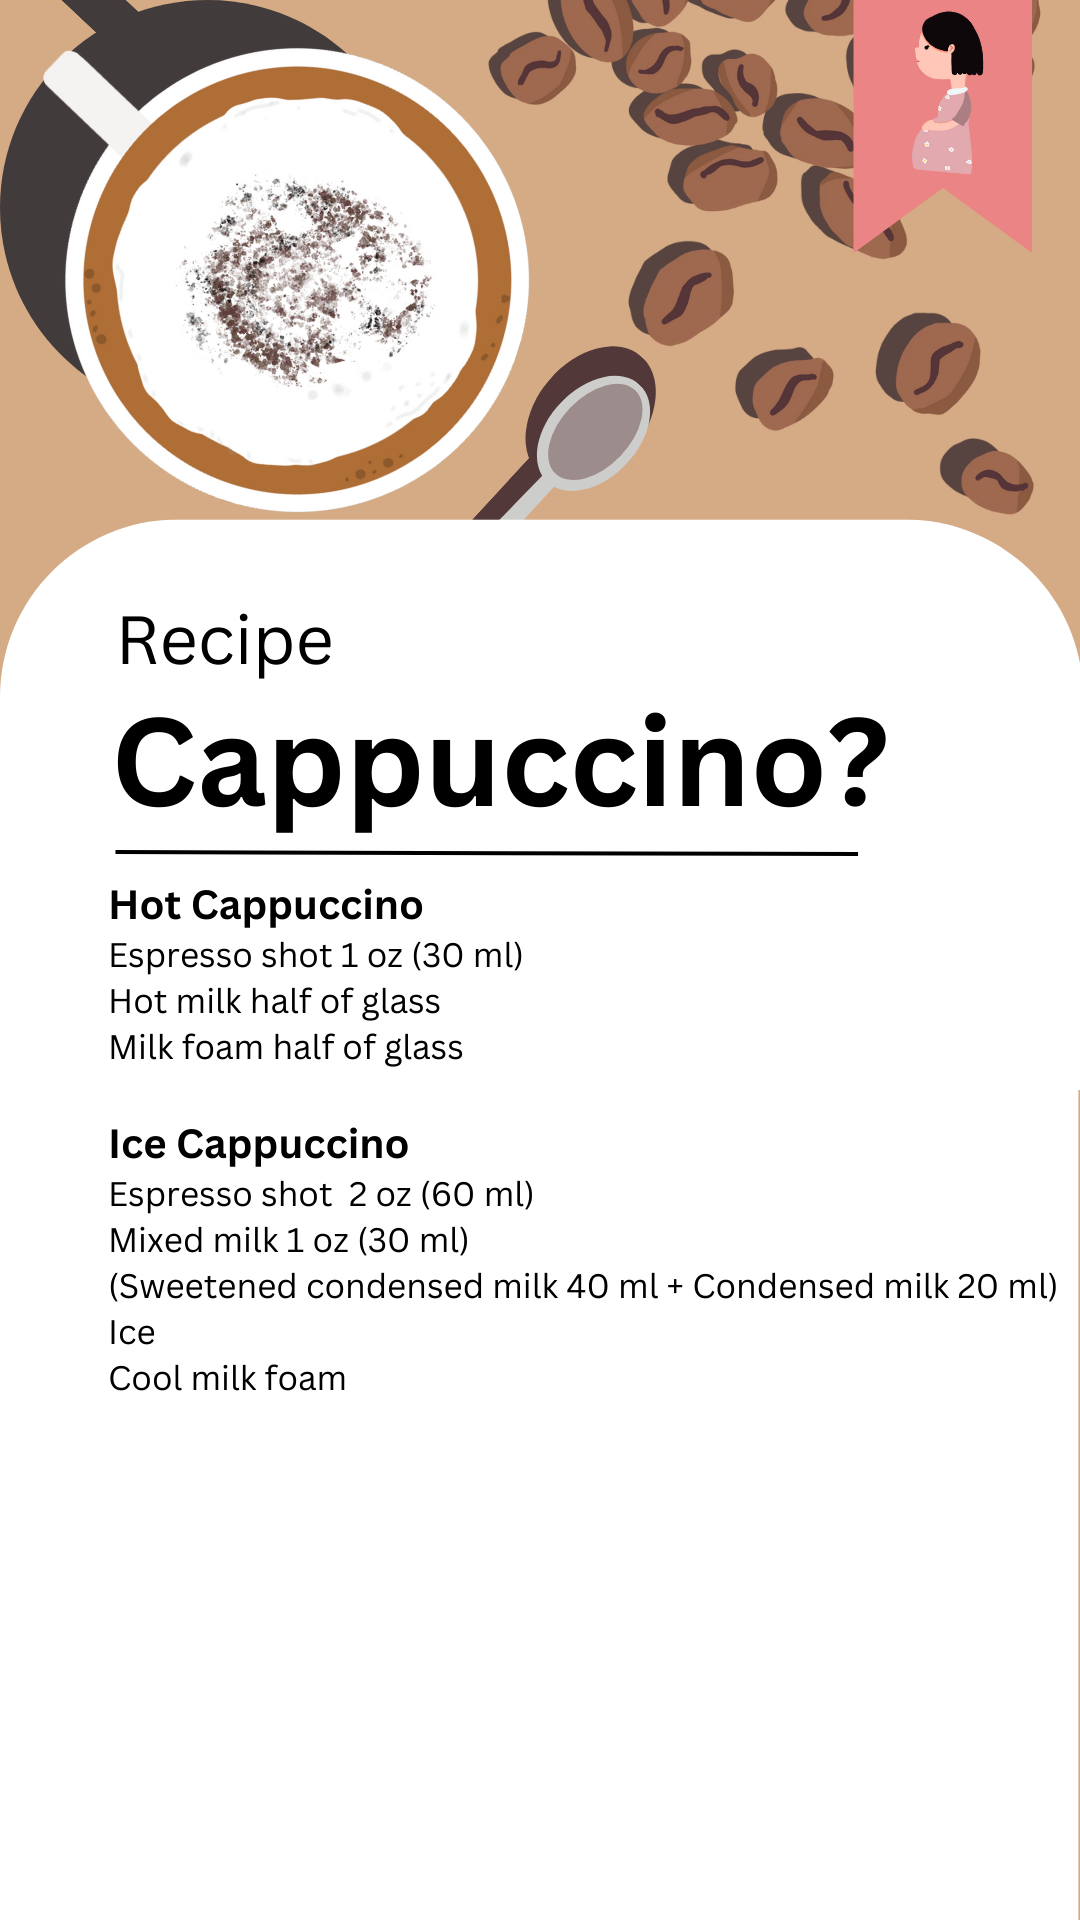 Recipe
Cappuccino?
Hot Cappuccino
Espresso shot 1 oz (30 ml)
Hot milk half of glass
Milk foam half of glass
Ice Cappuccino
Espresso shot  2 oz (60 ml)
Mixed milk 1 oz (30 ml)
(Sweetened condensed milk 40 ml + Condensed milk 20 ml)
Ice
Cool milk foam